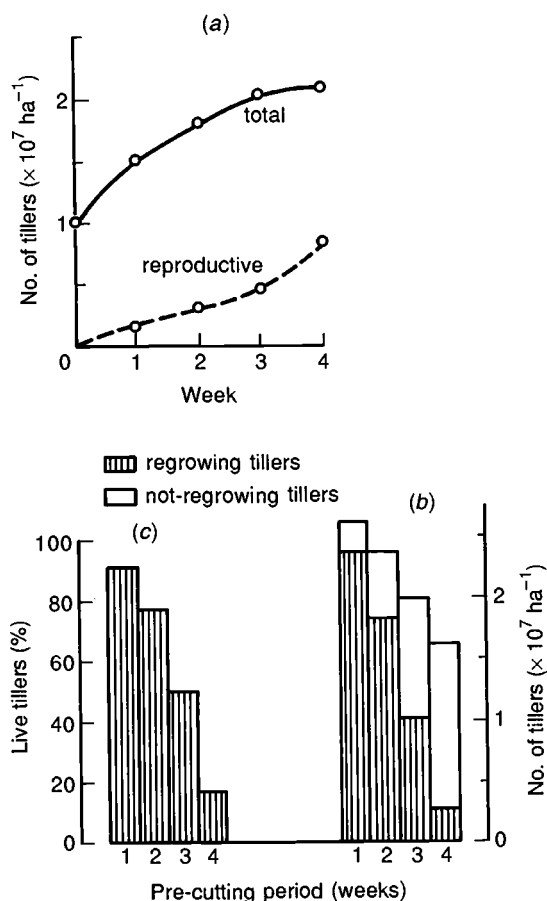 (a)
No. of tillers (× 10⁷ ha⁻¹)
2
1
0
total
reproductive
1 2 3 4
Week
regrowing tillers
not-regrowing tillers
(c)
(b)
Live tillers (%)
100
80
60
40
20
0
1 2 3 4
1 2 3 4
2
1
0
No. of tillers (× 10⁷ ha⁻¹)
Pre-cutting period (weeks)